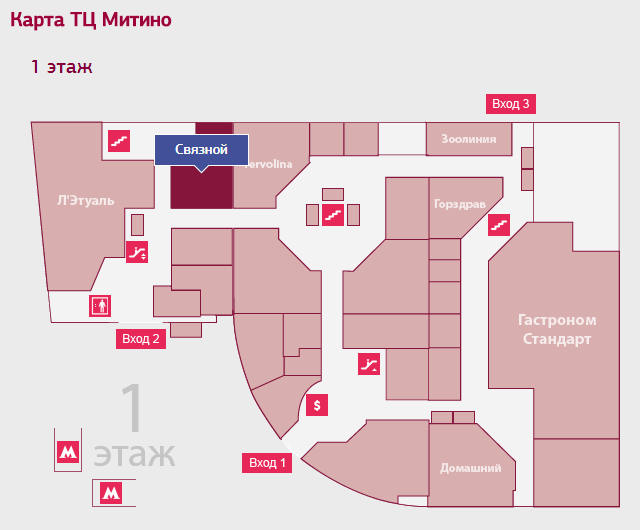 Карта ТЦ Митино
1 этаж
Вход 3
Связной
Зоолиния
Tervolina
Л'Этуаль
Горздрав
Гастроном
Стандарт
Вход 2
$
1
этаж
Вход 1
Домашний
М
М